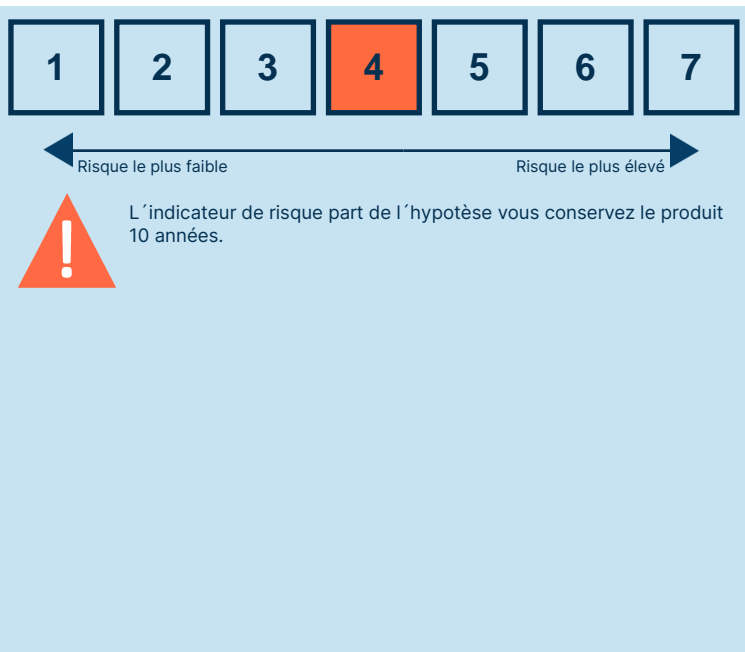 1 2 3 4 5 6 7
Risque le plus faible Risque le plus élevé
!
L´indicateur de risque part de l´hypotèse vous conservez le produit
10 années.